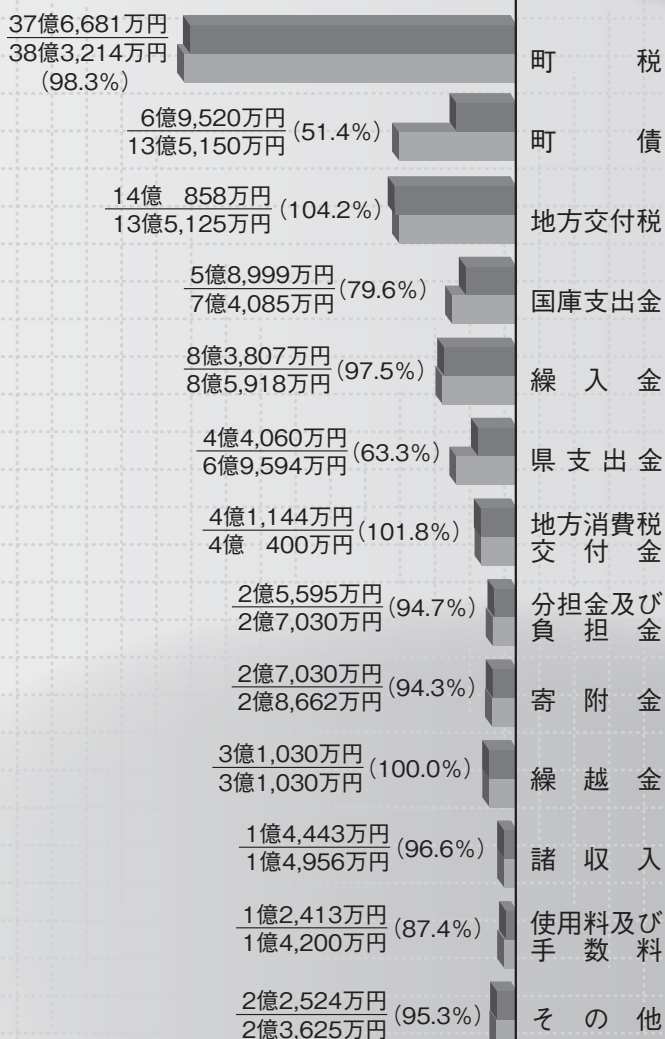 37億6,681万円
38億3,214万円
(98.3%)
町税
6億9,520万円
13億5,150万円
(51.4%)
町債
14億 858万円
13億5,125万円
(104.2%)
地方交付税
5億8,999万円
7億4,085万円
(79.6%)
国庫支出金
8億3,807万円
8億5,918万円
(97.5%)
繰入金
4億4,060万円
6億9,594万円
(63.3%)
県支出金
4億1,144万円
4億 400万円
(101.8%)
地方消費税
交付金
2億5,595万円
2億7,030万円
(94.7%)
分担金及び
負担金
2億7,030万円
2億8,662万円
(94.3%)
寄附金
3億1,030万円
3億1,030万円
(100.0%)
繰越金
1億4,443万円
1億4,956万円
(96.6%)
諸収入
1億2,413万円
1億4,200万円
(87.4%)
使用料及び
手数料
2億2,524万円
2億3,625万円
(95.3%)
その他